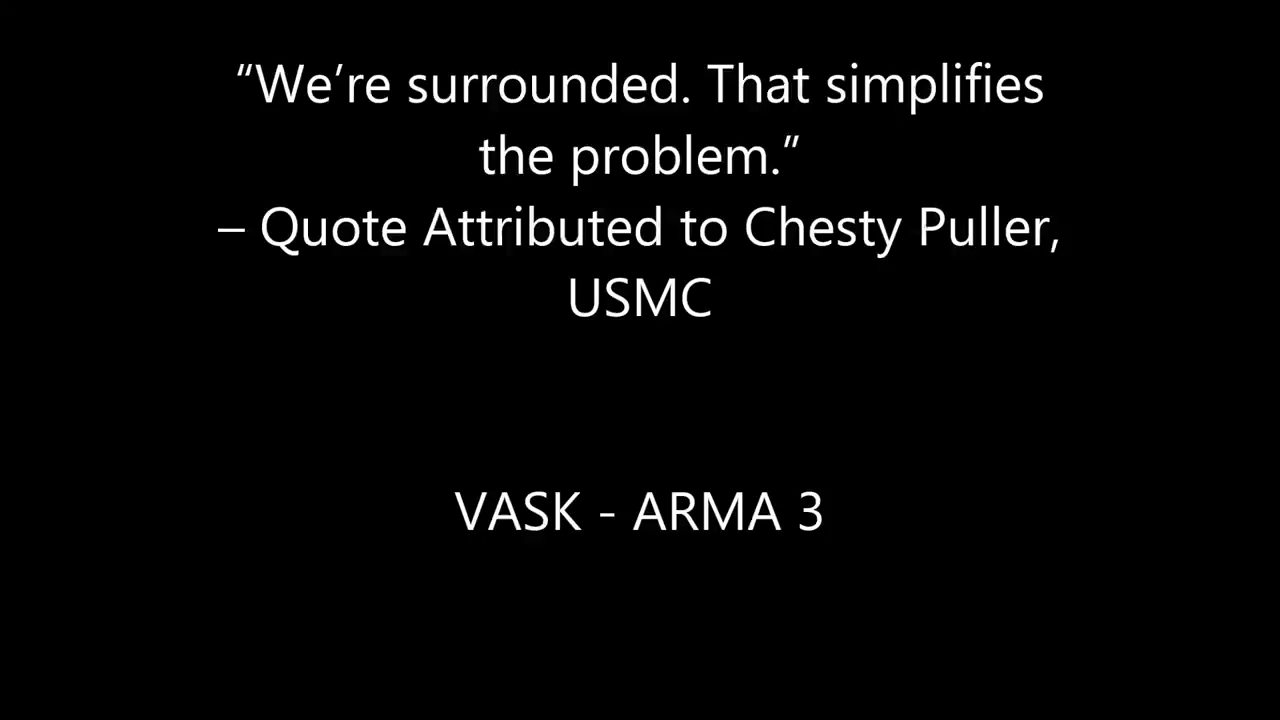 “We’re surrounded. That simplifies
the problem.”
– Quote Attributed to Chesty Puller,
USMC
VASK - ARMA 3